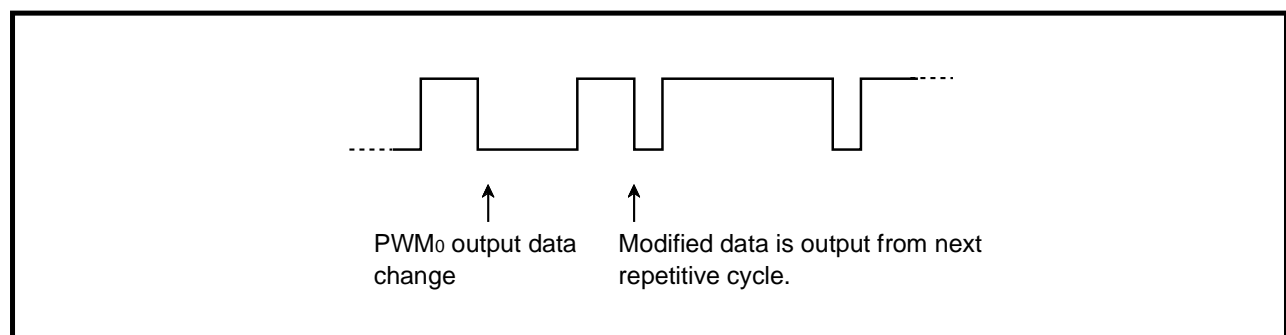 PWM0 output data
change
Modified data is output from next
repetitive cycle.